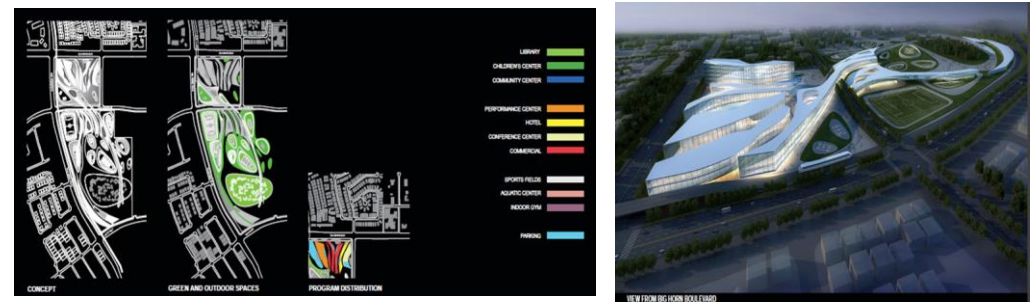 LIBRARY
CHILDREN'S CENTER
COMMUNITY CENTER
PERFORMANCE CENTER
HOTEL
CONFERENCE CENTER
COMMERCIAL
SPORTS FIELDS
AQUATIC CENTER
INDOOR GYM
PARKING
CONCEPT
GREEN AND OUTDOOR SPACES
PROGRAM DISTRIBUTION
VIEW FROM BIG HORN BOULEVARD